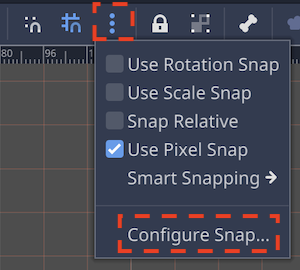 80 96
Use Rotation Snap
Use Scale Snap
Snap Relative
Use Pixel Snap
Smart Snapping
Configure Snap...